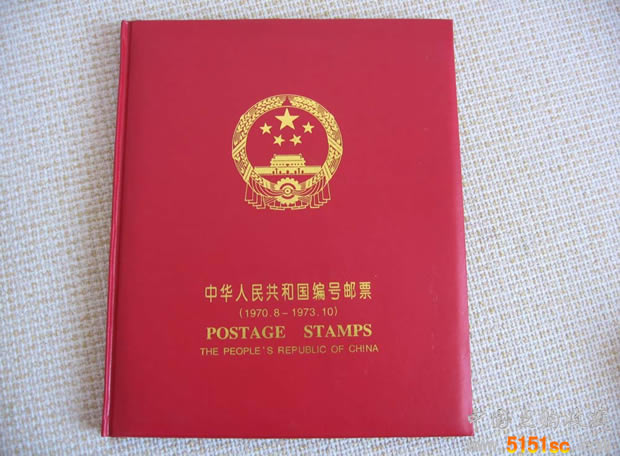 中华人民共和国编号邮票
(1970.8-1973.10)
POSTAGE STAMPS
THE PEOPLE'S REPUBLIC OF CHINA
5151sc